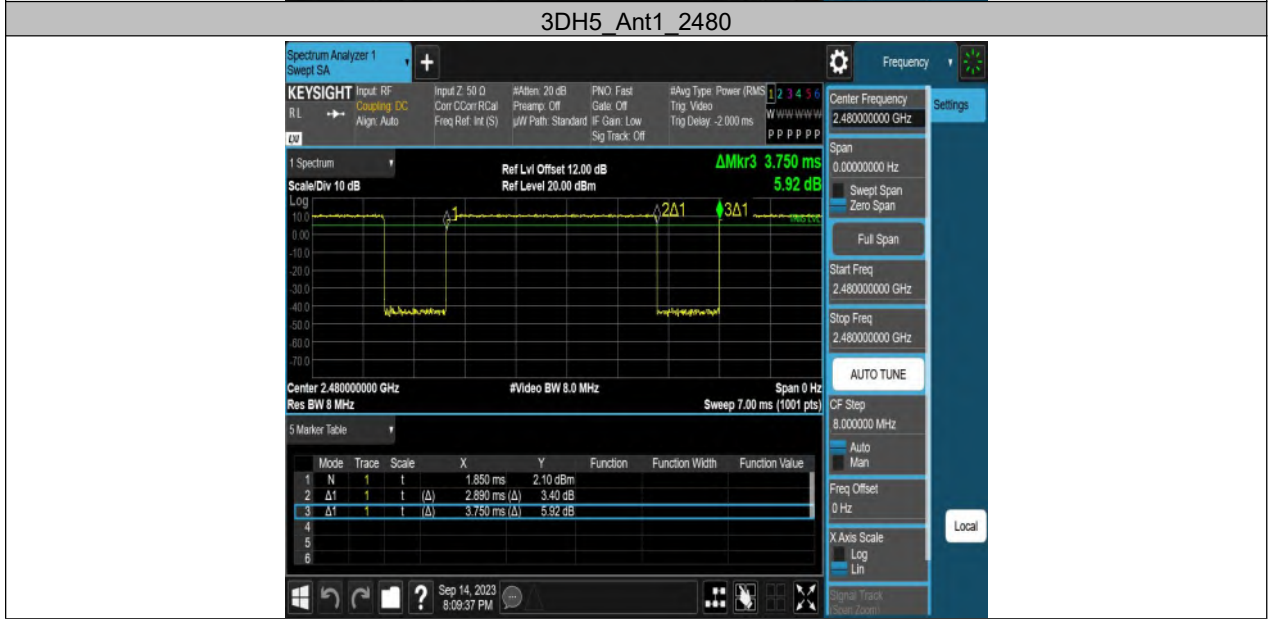 3DH5_Ant1_2480
Spectrum Analyzer 1
Swept SA
+
Frequency
KEYSIGHT Input: RF
RL
Coupling: DC
Align: Auto
LXI
Input Z: 50 Ω
Corr CCorr RCal
Freq Ref: Int (S)
#Atten: 20 dB
Preamp: Off
µW Path: Standard
PNO: Fast
Gate: Off
IF Gain: Low
Sig Track: Off
#Avg Type: Power (RMS
Trig: Video
Trig Delay: -2.000 ms
1 2 3 4 5 6
W W W W W W
P P P P P P
Center Frequency
2.480000000 GHz
Settings
1 Spectrum
Scale/Div 10 dB
Ref Lvl Offset 12.00 dB
Ref Level 20.00 dBm
ΔMkr3 3.750 ms
5.92 dB
Log
10.0
0.00
-10.0
-20.0
-30.0
-40.0
-50.0
-60.0
-70.0
1
2Δ1
3Δ1
Center 2.480000000 GHz
Res BW 8 MHz
#Video BW 8.0 MHz
Span 0 Hz
Sweep 7.00 ms (1001 pts)
Span
0.00000000 Hz
Swept Span
Zero Span
Full Span
Start Freq
2.480000000 GHz
Stop Freq
2.480000000 GHz
AUTO TUNE
CF Step
8.000000 MHz
Auto
Man
Freq Offset
0 Hz
X Axis Scale
Log
Lin
Signal Track
(Span Zoom)
Local
5 Marker Table
Mode Trace Scale X Y Function Function Width Function Value
1 N 1 t 1.850 ms 2.10 dBm
2 Δ1 1 t (Δ) 2.890 ms (Δ) 3.40 dB
3 Δ1 1 t (Δ) 3.750 ms (Δ) 5.92 dB
4
5
6
?
Sep 14, 2023
8:09:37 PM